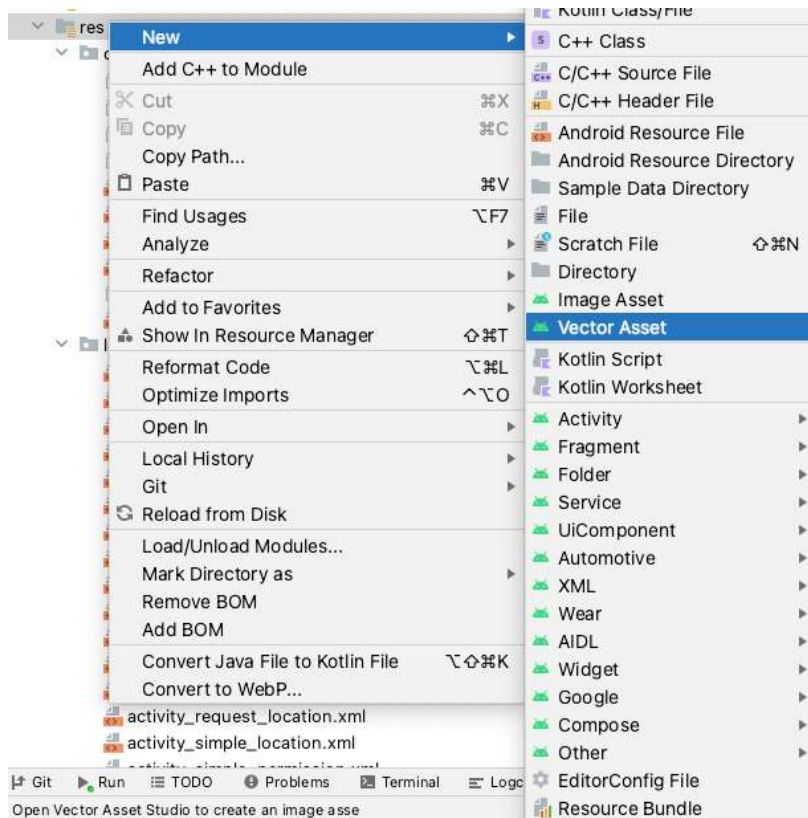 res
New
Add C++ to Module
Cut ⌘X
Copy ⌘C
Copy Path...
Paste ⌘V
Find Usages ⌥F7
Analyze
Refactor
Add to Favorites
Show In Resource Manager ⇧⌘T
Reformat Code ⌥⌘L
Optimize Imports ^⌥O
Open In
Local History
Git
Reload from Disk
Load/Unload Modules...
Mark Directory as
Remove BOM
Add BOM
Convert Java File to Kotlin File ⌥⇧⌘K
Convert to WebP...
activity_request_location.xml
activity_simple_location.xml
activity_simple_permission.xml
Git Run TODO Problems Terminal Logc
Open Vector Asset Studio to create an image asse
Kotlin Class/File
C++ Class
C/C++ Source File
C/C++ Header File
Android Resource File
Android Resource Directory
Sample Data Directory
File
Scratch File ⇧⌘N
Directory
Image Asset
Vector Asset
Kotlin Script
Kotlin Worksheet
Activity
Fragment
Folder
Service
UiComponent
Automotive
XML
Wear
AIDL
Widget
Google
Compose
Other
EditorConfig File
Resource Bundle